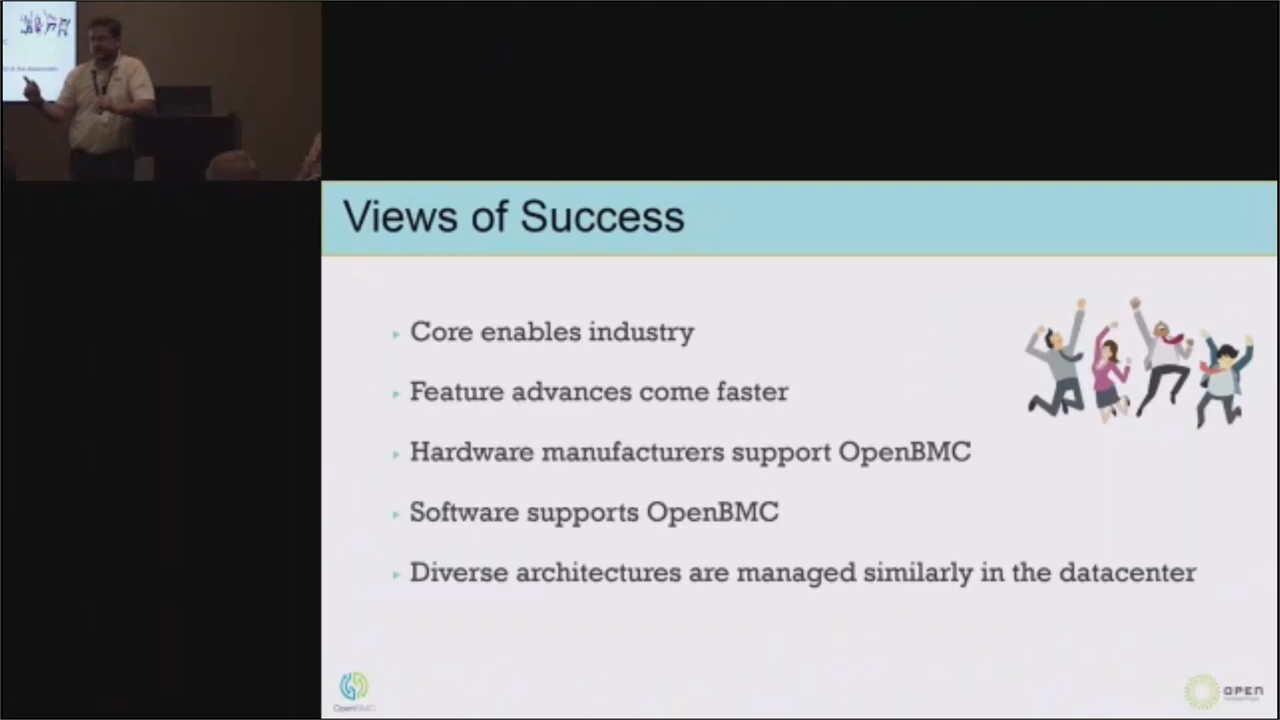 Views of Success
Core enables industry
Feature advances come faster
Hardware manufacturers support OpenBMC
Software supports OpenBMC
Diverse architectures are managed similarly in the datacenter
OpenBMC
OPEN